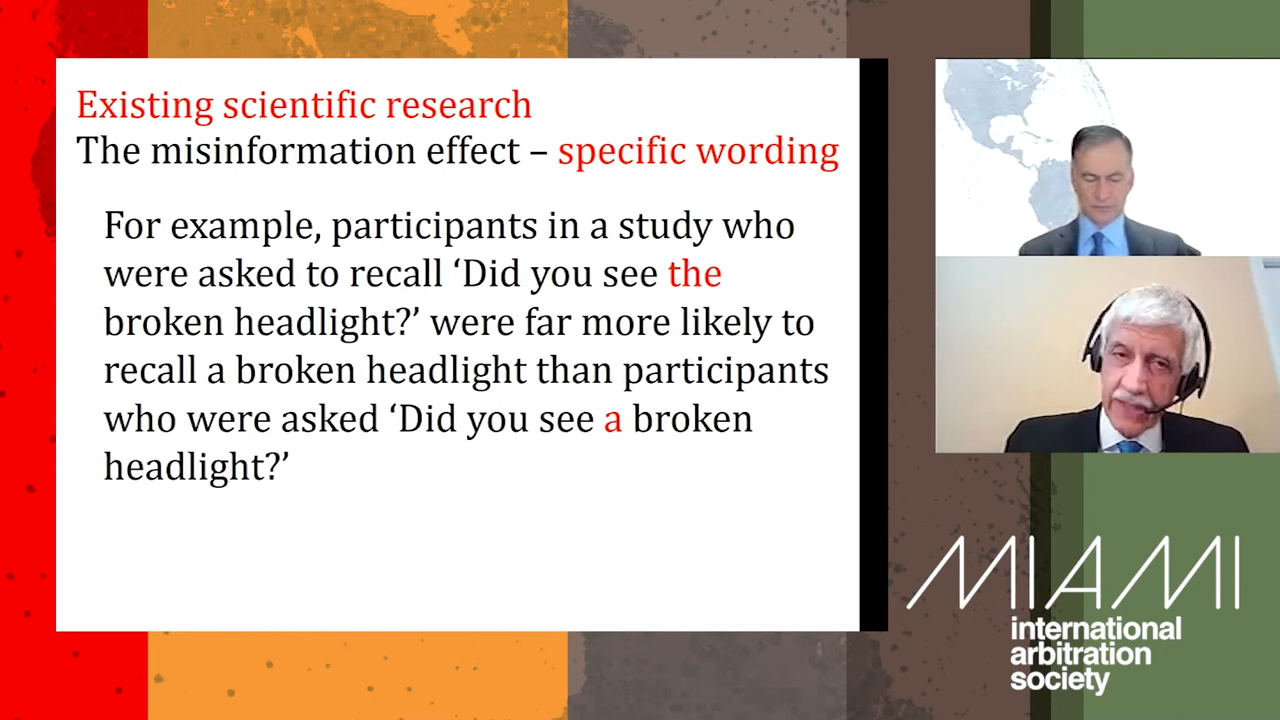 Existing scientific research
The misinformation effect – specific wording
For example, participants in a study who
were asked to recall ‘Did you see the
broken headlight?’ were far more likely to
recall a broken headlight than participants
who were asked ‘Did you see a broken
headlight?’
MIAMI
international
arbitration
society